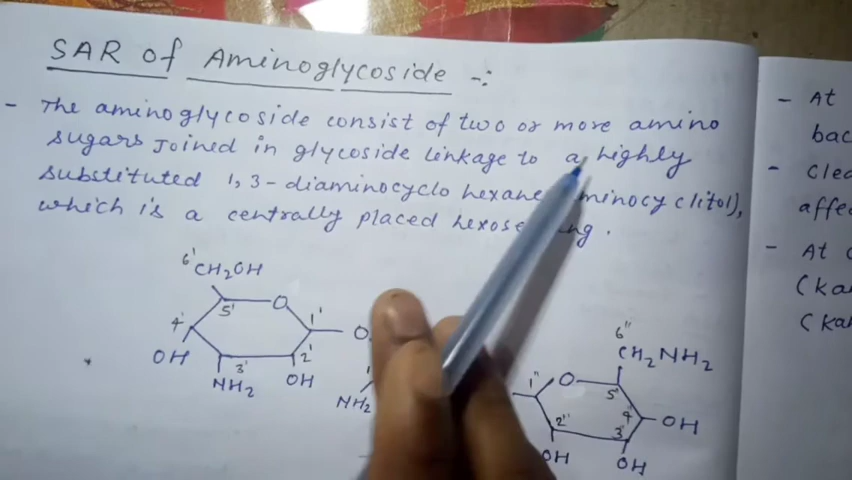 SAR of Aminoglycoside -:
- The aminoglycoside consist of two or more amino
sugars joined in glycoside linkage to a highly
substituted 1,3-diaminocyclo hexane minocyclitol),
which is a centrally placed hexose ng.
6' CH2OH
O
5'
4'
1'
O
OH
3'
2'
NH2
OH
NH2
6''
CH2NH2
1''
O
5'
4'
OH
2''
3'
OH
OH
- At
bac
- Clea
affe
- At
(Ka
(Ka